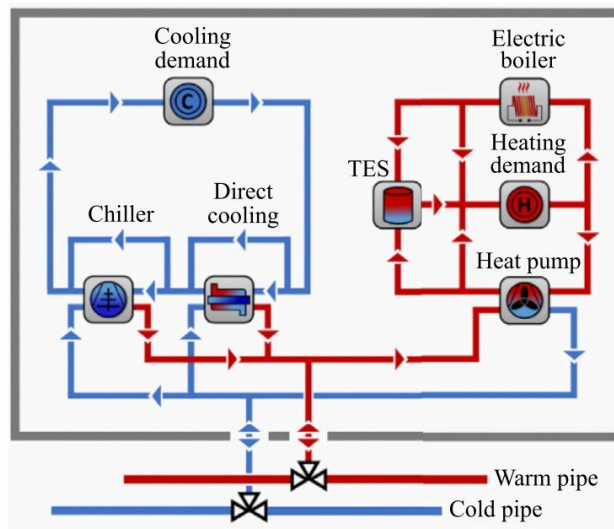 Cooling
demand
C
Electric
boiler
TES
Heating
demand
H
Chiller
Direct
cooling
Heat pump
Warm pipe
Cold pipe